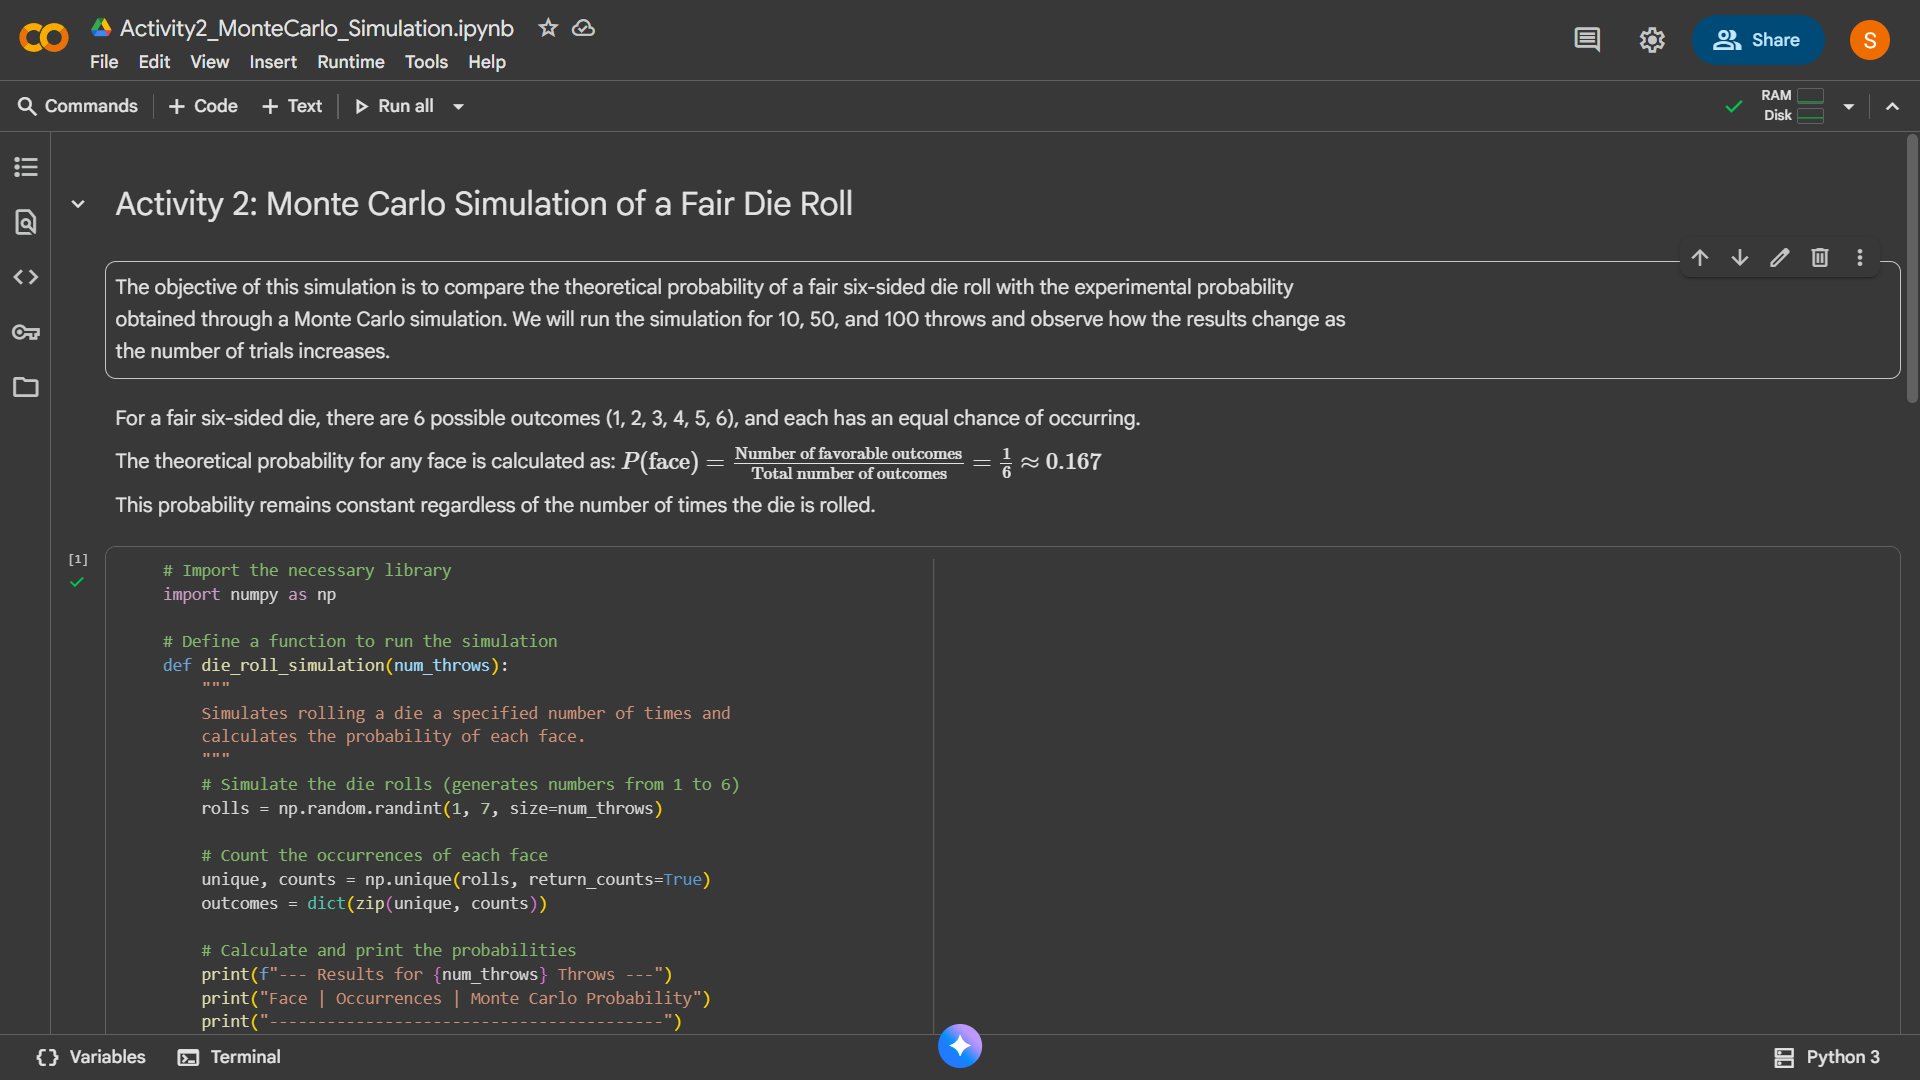 Activity2_MonteCarlo_Simulation.ipynb
File Edit View Insert Runtime Tools Help
Share
S
Commands + Code + Text Run all
RAM
Disk
Activity 2: Monte Carlo Simulation of a Fair Die Roll
The objective of this simulation is to compare the theoretical probability of a fair six-sided die roll with the experimental probability
obtained through a Monte Carlo simulation. We will run the simulation for 10, 50, and 100 throws and observe how the results change as
the number of trials increases.
For a fair six-sided die, there are 6 possible outcomes (1, 2, 3, 4, 5, 6), and each has an equal chance of occurring.
The theoretical probability for any face is calculated as: P(face) = Number of favorable outcomes / Total number of outcomes = 1/6 ≈ 0.167
This probability remains constant regardless of the number of times the die is rolled.
[1]
# Import the necessary library
import numpy as np
# Define a function to run the simulation
def die_roll_simulation(num_throws):
    """
    Simulates rolling a die a specified number of times and
    calculates the probability of each face.
    """
    # Simulate the die rolls (generates numbers from 1 to 6)
    rolls = np.random.randint(1, 7, size=num_throws)
    # Count the occurrences of each face
    unique, counts = np.unique(rolls, return_counts=True)
    outcomes = dict(zip(unique, counts))
    # Calculate and print the probabilities
    print(f"--- Results for {num_throws} Throws ---")
    print("Face | Occurrences | Monte Carlo Probability")
    print("-----------------------------------------")
Variables Terminal
Python 3